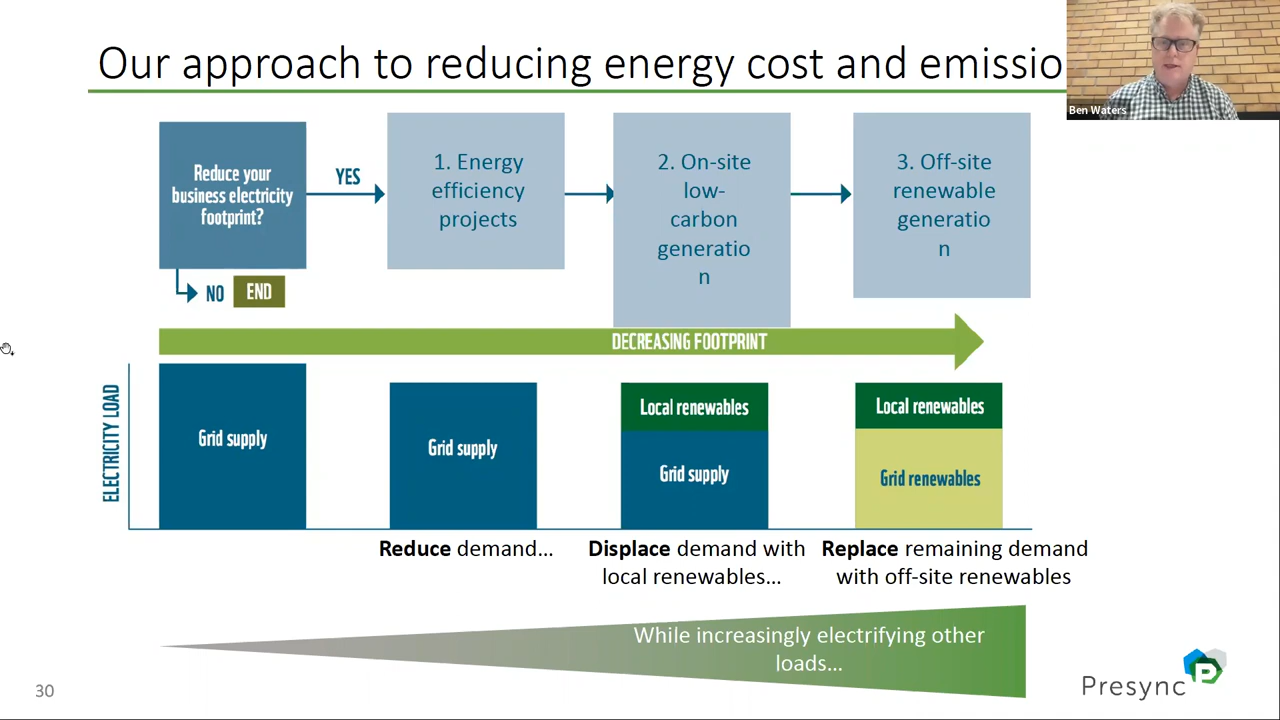 Our approach to reducing energy cost and emissio
Ben Waters
Reduce your
business electricity
footprint?
YES
NO
END
1. Energy
efficiency
projects
2. On-site
low-
carbon
generatio
n
3. Off-site
renewable
generatio
n
DECREASING FOOTPRINT
ELECTRICITY LOAD
Grid supply
Grid supply
Local renewables
Grid supply
Local renewables
Grid renewables
Reduce demand...
Displace demand with
local renewables...
Replace remaining demand
with off-site renewables
While increasingly electrifying other
loads...
30
Presync